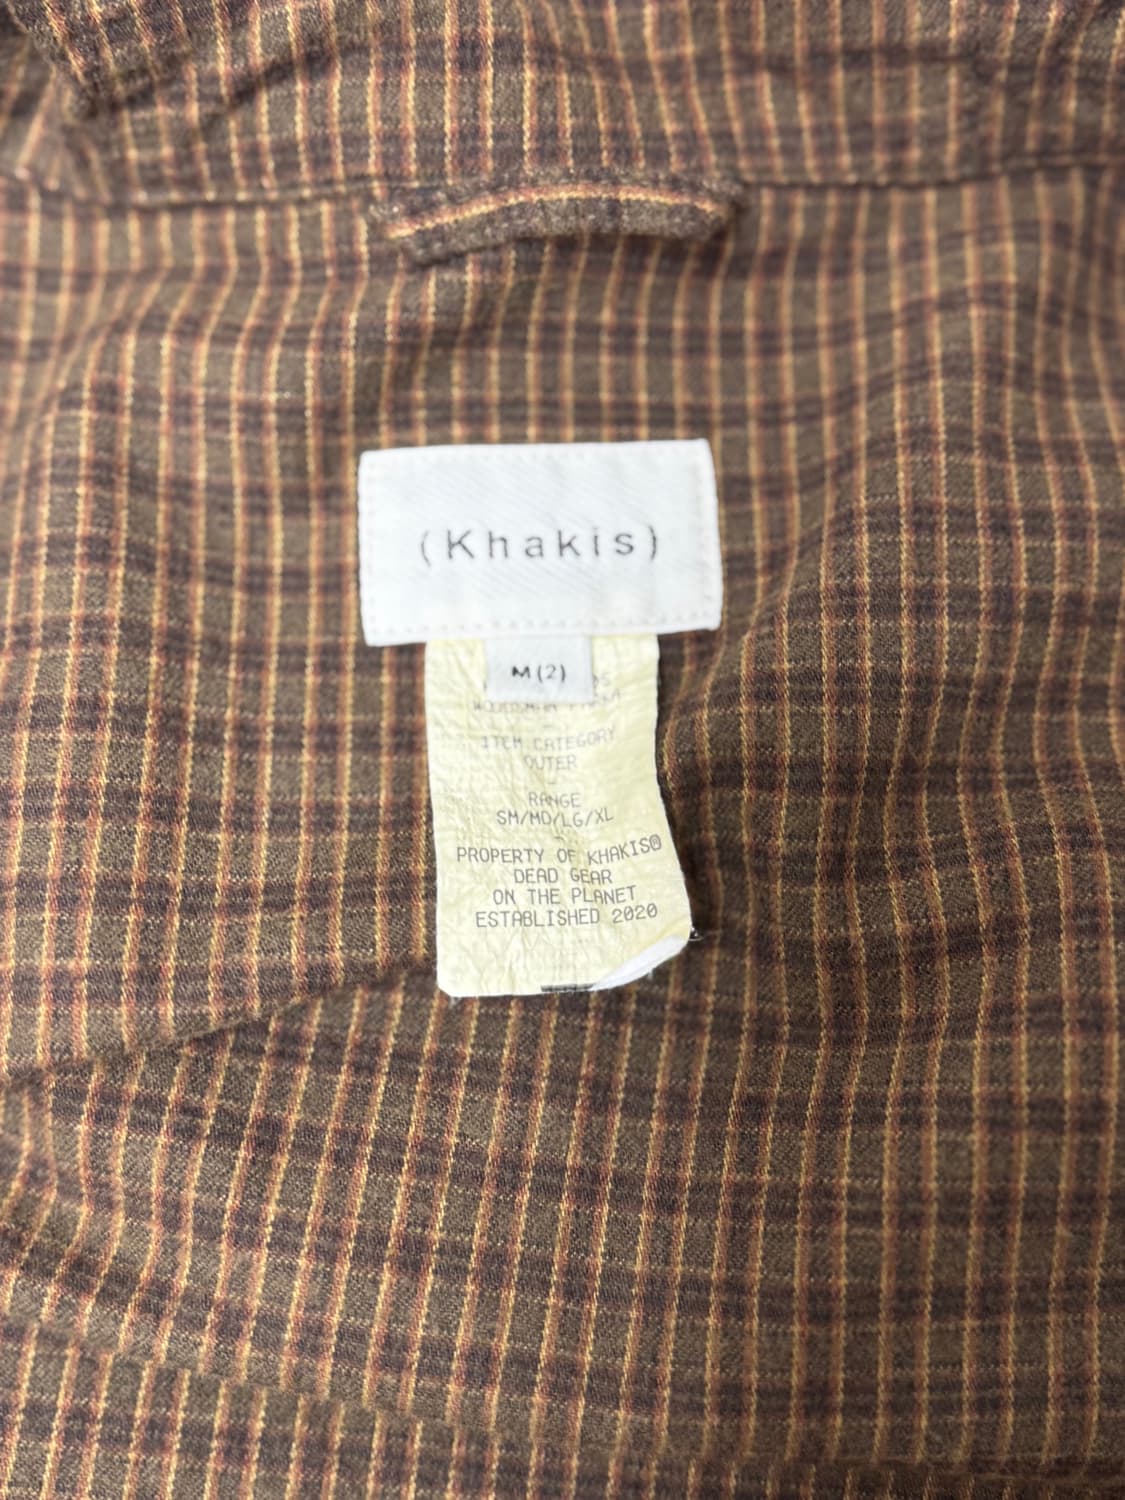 (Khakis)
M (2)
ITEM CATEGORY
OUTER
RANGE
SM/MD/LG/XL
PROPERTY OF KHAKIS®
DEAD GEAR
ON THE PLANET
ESTABLISHED 2020